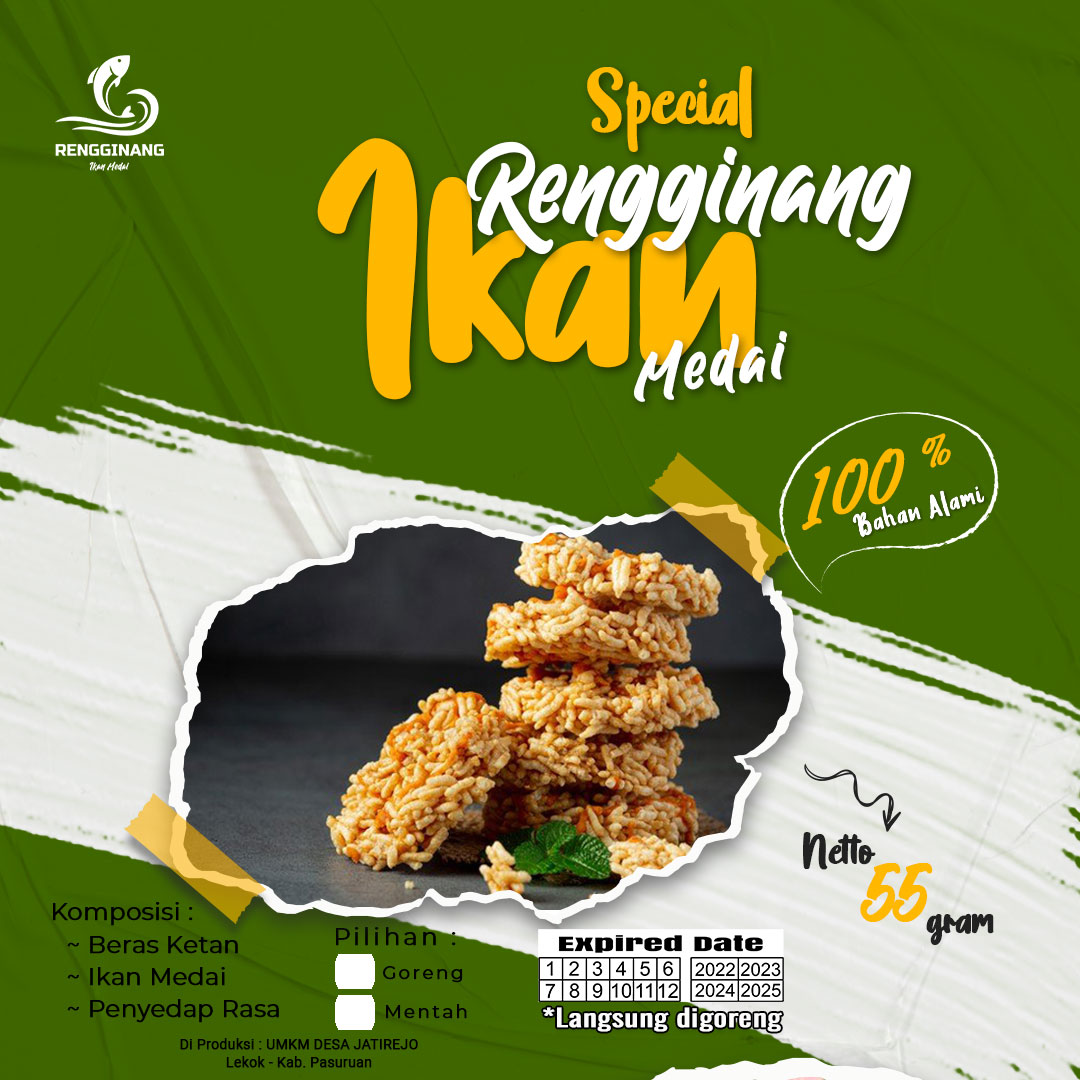 RENGGINANG
Ikan Medai
Special
Rengginang
Ikan
Medai
100 %
Bahan Alami
Netto
55
gram
Komposisi :
~ Beras Ketan
~ Ikan Medai
~ Penyedap Rasa
Pilihan :
Goreng
Mentah
Expired Date
1 2 3 4 5 6 2022 2023
7 8 9 10 11 12 2024 2025
*Langsung digoreng
Di Produksi : UMKM DESA JATIREJO
Lekok - Kab. Pasuruan